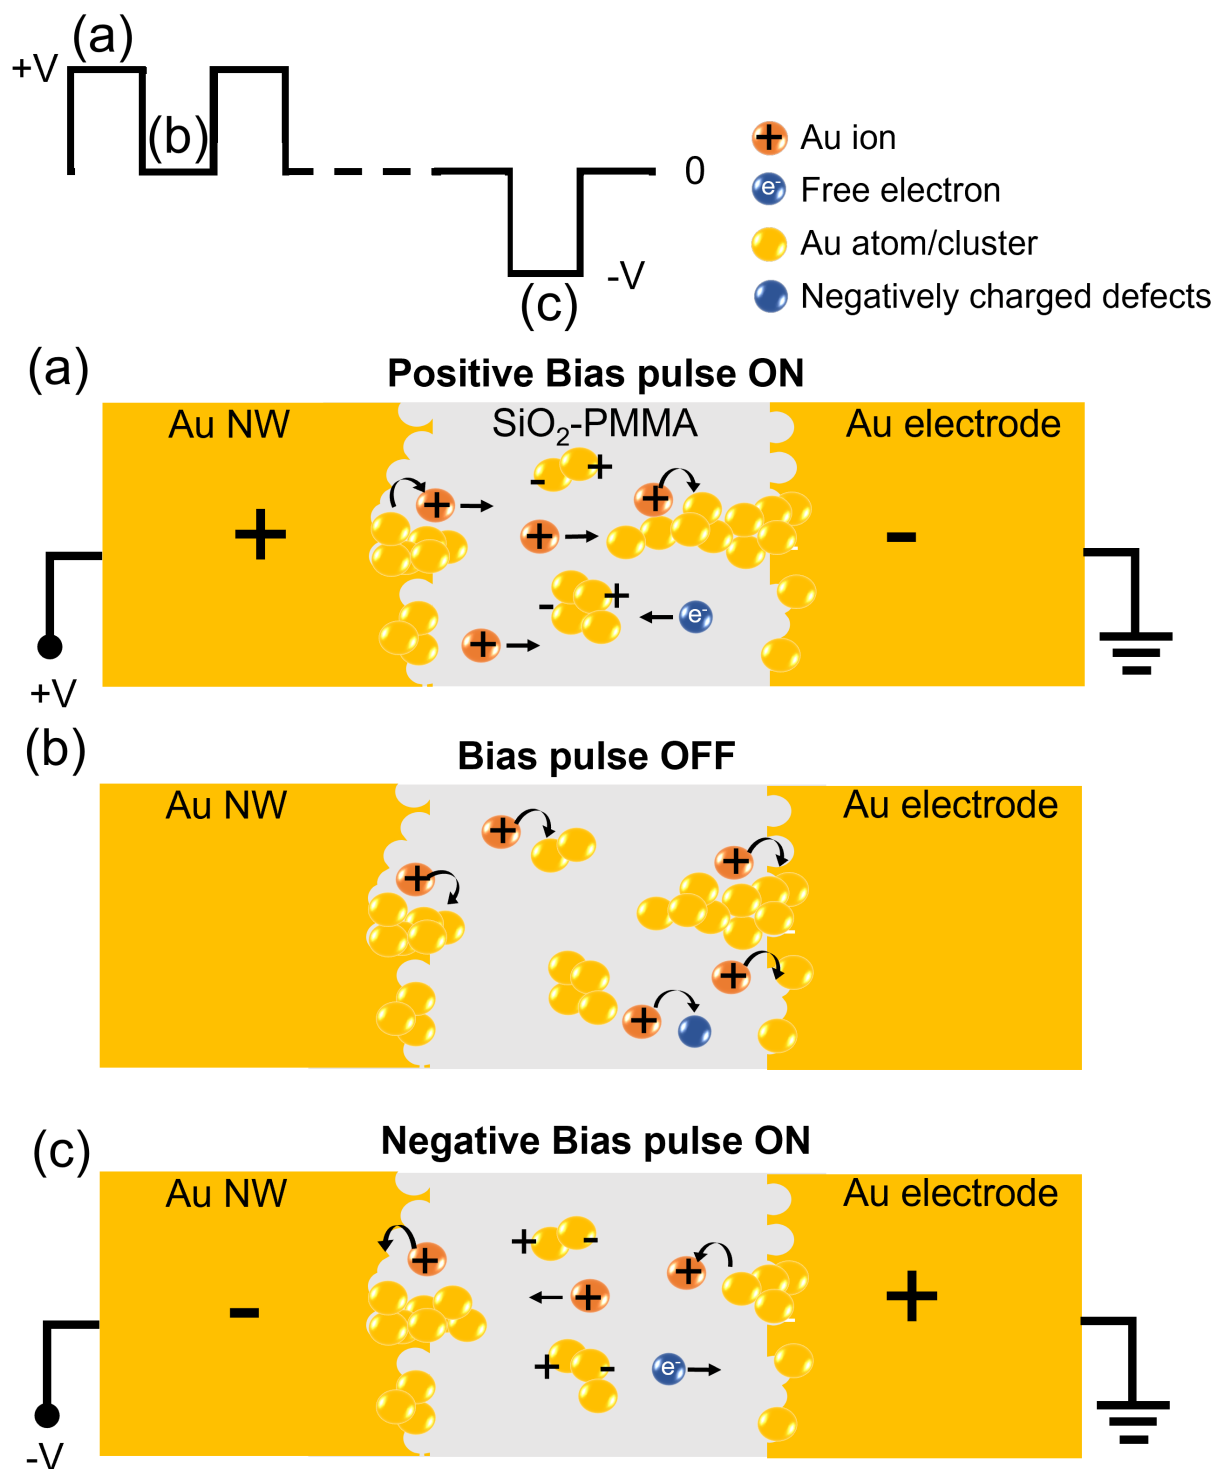 (a)
+V
(b)
0
-V
(c)
+ Au ion
e- Free electron
Au atom/cluster
Negatively charged defects
(a)
Positive Bias pulse ON
Au NW
SiO2-PMMA
Au electrode
- +
+ +
+ -
+
- +
e-
+
+V
(b)
Bias pulse OFF
Au NW
Au electrode
+
+
+
+
+
(c)
Negative Bias pulse ON
Au NW
Au electrode
+
+ -
+
- + +
+ -
e-
-V